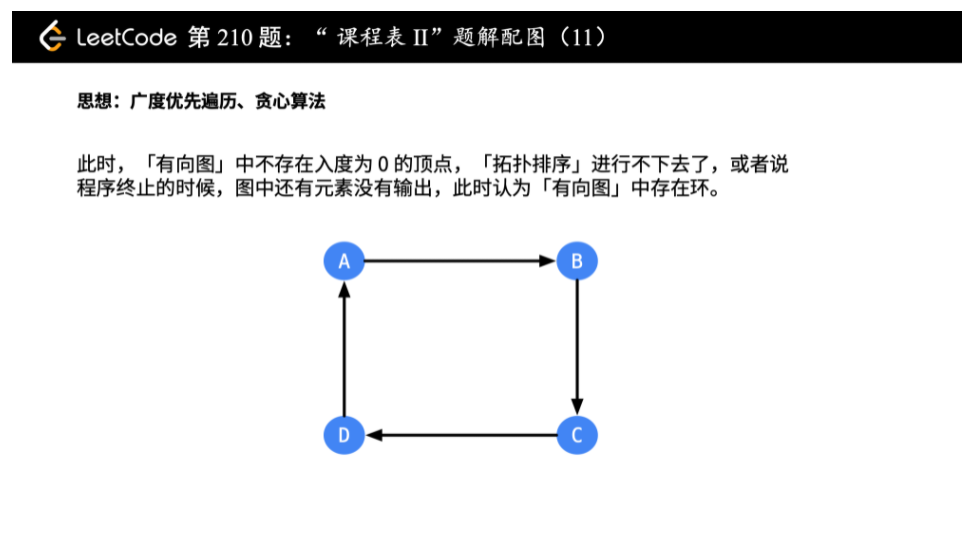 LeetCode 第 210 题：“ 课程表 II”题解配图（11）
思想：广度优先遍历、贪心算法
此时，「有向图」中不存在入度为 0 的顶点，「拓扑排序」进行不下去了，或者说
程序终止的时候，图中还有元素没有输出，此时认为「有向图」中存在环。
A
B
D
C